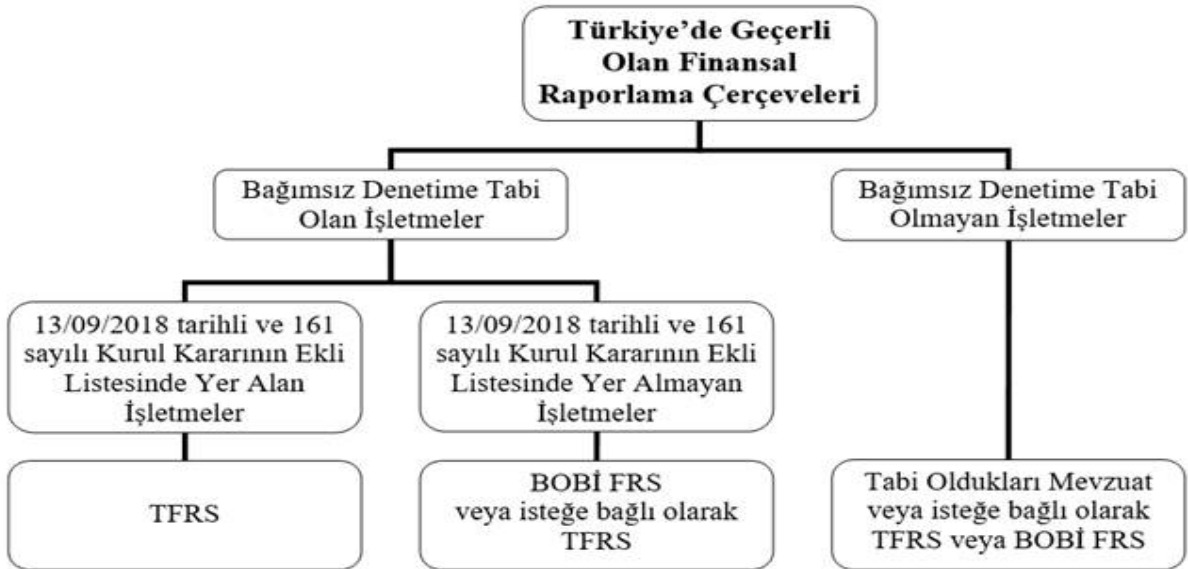 Türkiye’de Geçerli
Olan Finansal
Raporlama Çerçeveleri
Bağımsız Denetime Tabi
Olan İşletmeler
Bağımsız Denetime Tabi
Olmayan İşletmeler
13/09/2018 tarihli ve 161
sayılı Kurul Kararının Ekli
Listesinde Yer Alan
İşletmeler
13/09/2018 tarihli ve 161
sayılı Kurul Kararının Ekli
Listesinde Yer Almayan
İşletmeler
TFRS
BOBİ FRS
veya isteğe bağlı olarak
TFRS
Tabi Oldukları Mevzuat
veya isteğe bağlı olarak
TFRS veya BOBİ FRS